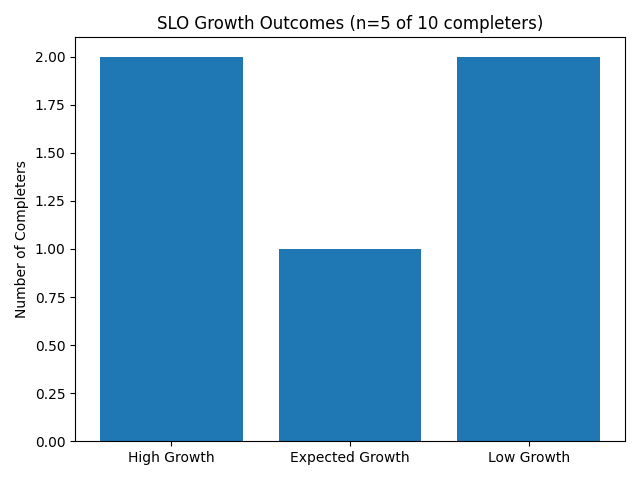 SLO Growth Outcomes (n=5 of 10 completers)
Number of Completers
2.00
1.75
1.50
1.25
1.00
0.75
0.50
0.25
0.00
High Growth
Expected Growth
Low Growth